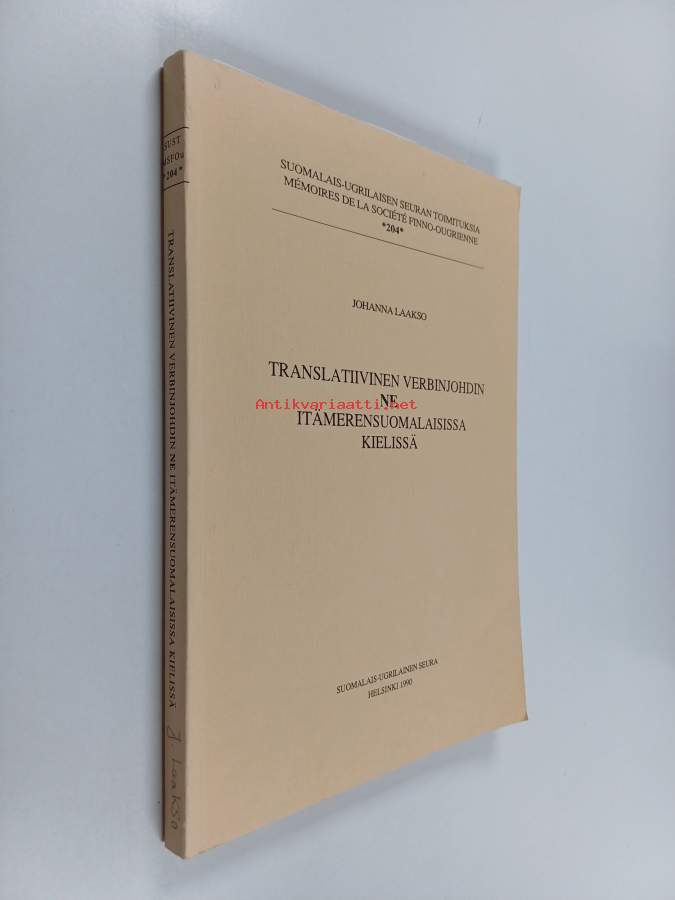 SUST
MSFOu
*204*
TRANSLATIIVINEN VERBINJOHDIN NE ITÄMERENSUOMALAISISSA KIELISSÄ
J. Laakso
SUOMALAIS-UGRILAISEN SEURAN TOIMITUKSIA
MÉMOIRES DE LA SOCIÉTÉ FINNO-OUGRIENNE
*204*
JOHANNA LAAKSO
TRANSLATIIVINEN VERBINJOHDIN
NE
Antikvariaatti.net
ITÄMERENSUOMALAISISSA
KIELISSÄ
SUOMALAIS-UGRILAINEN SEURA
HELSINKI 1990